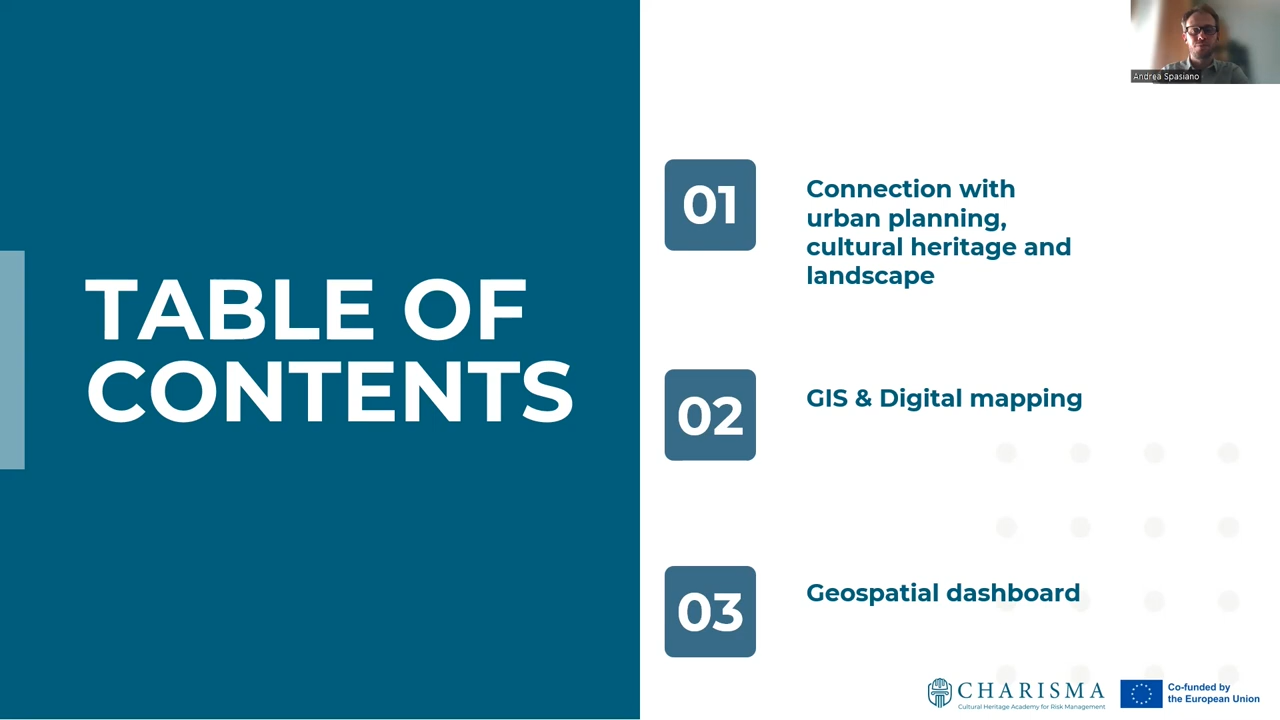 Andrea Spasiano
TABLE OF
CONTENTS
01
Connection with
urban planning,
cultural heritage and
landscape
02
GIS & Digital mapping
03
Geospatial dashboard
CHARISMA
Cultural Heritage Academy for Risk Management
Co-funded by
the European Union